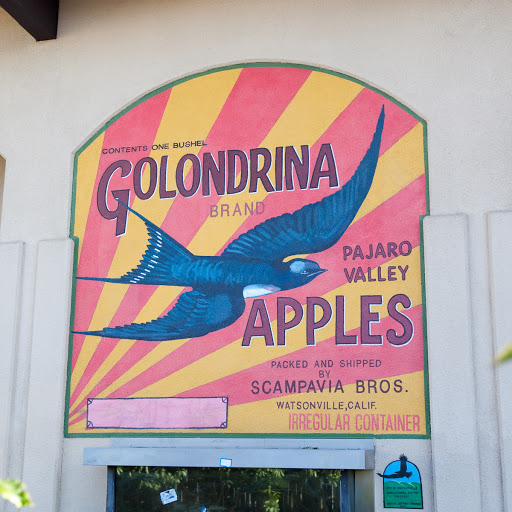 CONTENTS ONE BUSHEL
GOLONDRINA
BRAND
PAJARO
VALLEY
APPLES
PACKED AND SHIPPED
BY
SCAMPAVIA BROS.
WATSONVILLE, CALIF.
IRREGULAR CONTAINER